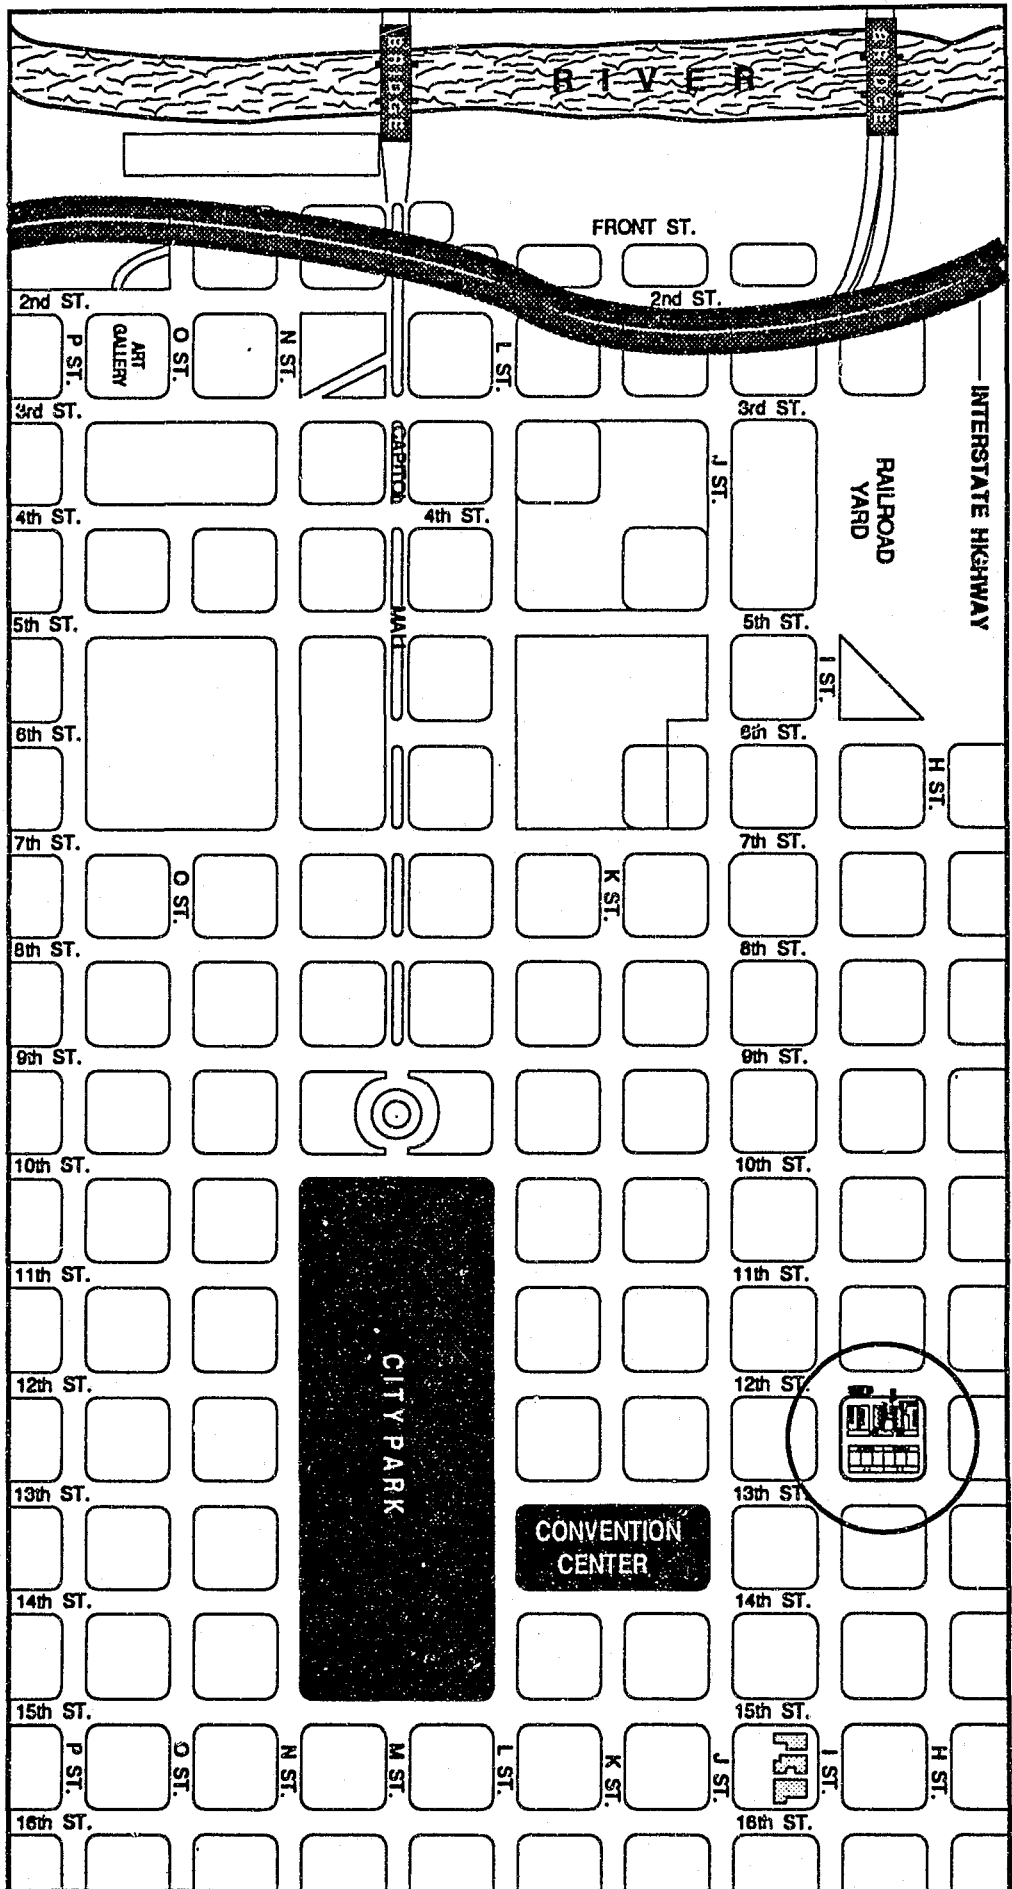 BRIDGE
BRIDGE
RIVER
FRONT ST.
2nd ST.
2nd ST.
P ST.
ART
GALLERY
O ST.
N ST.
L ST.
3rd ST.
3rd ST.
INTERSTATE HIGHWAY
CAPITOL
J ST.
RAILROAD
YARD
4th ST.
4th ST.
MALL
5th ST.
5th ST.
I ST.
6th ST.
6th ST.
H ST.
7th ST.
7th ST.
O ST.
K ST.
8th ST.
8th ST.
9th ST.
9th ST.
10th ST.
10th ST.
11th ST.
11th ST.
CITY PARK
12th ST.
12th ST.
13th ST.
13th ST.
CONVENTION
CENTER
14th ST.
14th ST.
15th ST.
15th ST.
P ST.
O ST.
N ST.
M ST.
L ST.
K ST.
J ST.
I ST.
H ST.
16th ST.
16th ST.